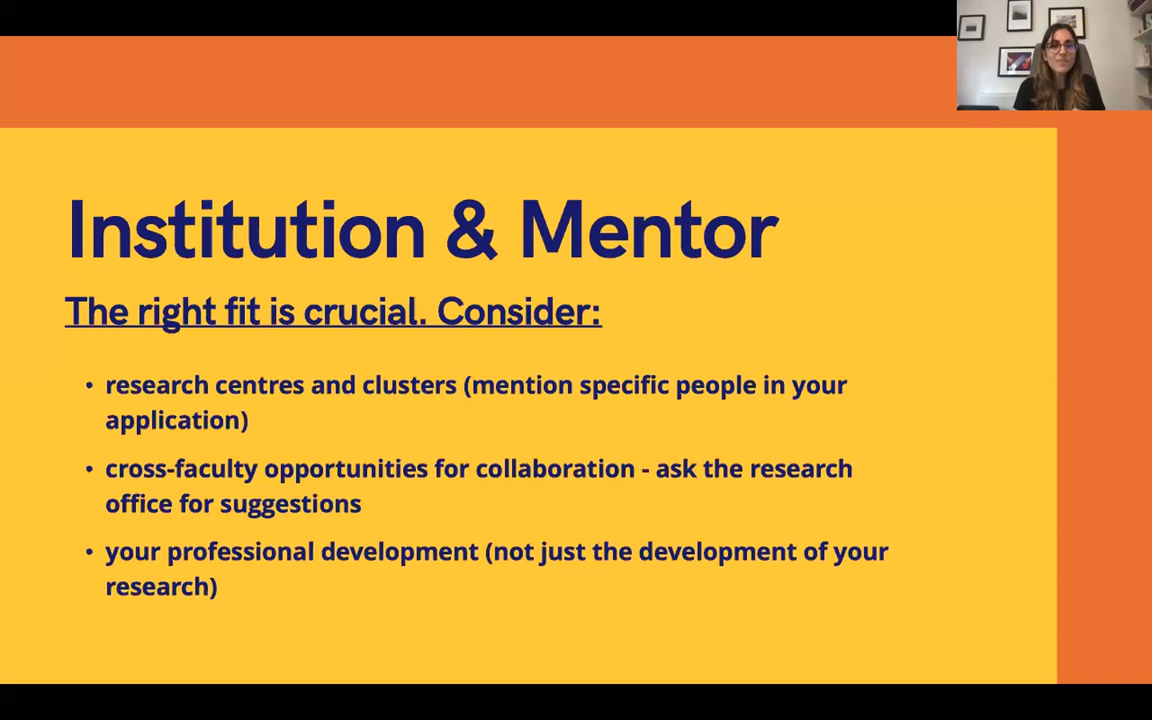 Institution & Mentor
The right fit is crucial. Consider:
• research centres and clusters (mention specific people in your
application)
• cross-faculty opportunities for collaboration - ask the research
office for suggestions
• your professional development (not just the development of your
research)